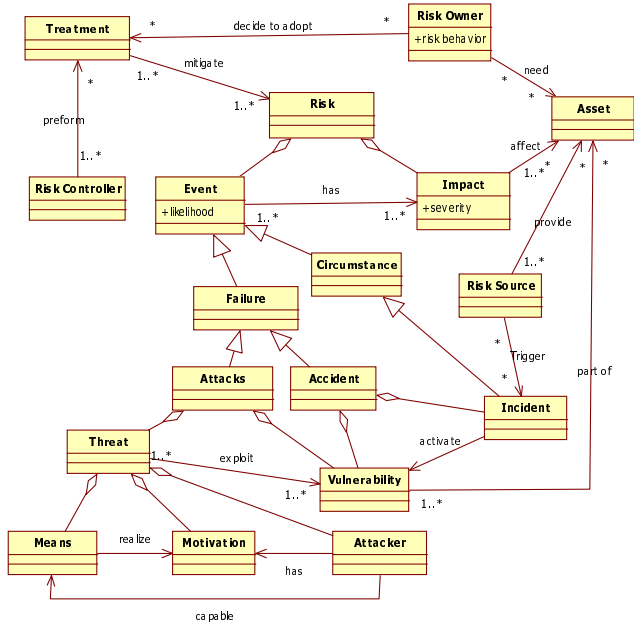 Risk Owner
+risk behavior
Treatment
*
decide to adopt
*
mitigate
1..*
1..*
need
*
*
Asset
Risk
*
preform
1..*
affect
1..*
*
*
*
Risk Controller
Event
+likelihood
has
1..*
1..*
Impact
+severity
provide
1..*
Circumstance
Risk Source
Failure
*
Trigger
*
part of
Attacks
Accident
Incident
Threat
1..*
exploit
1..*
activate
Vulnerability
1..*
Means
realize
Motivation
has
Attacker
capable